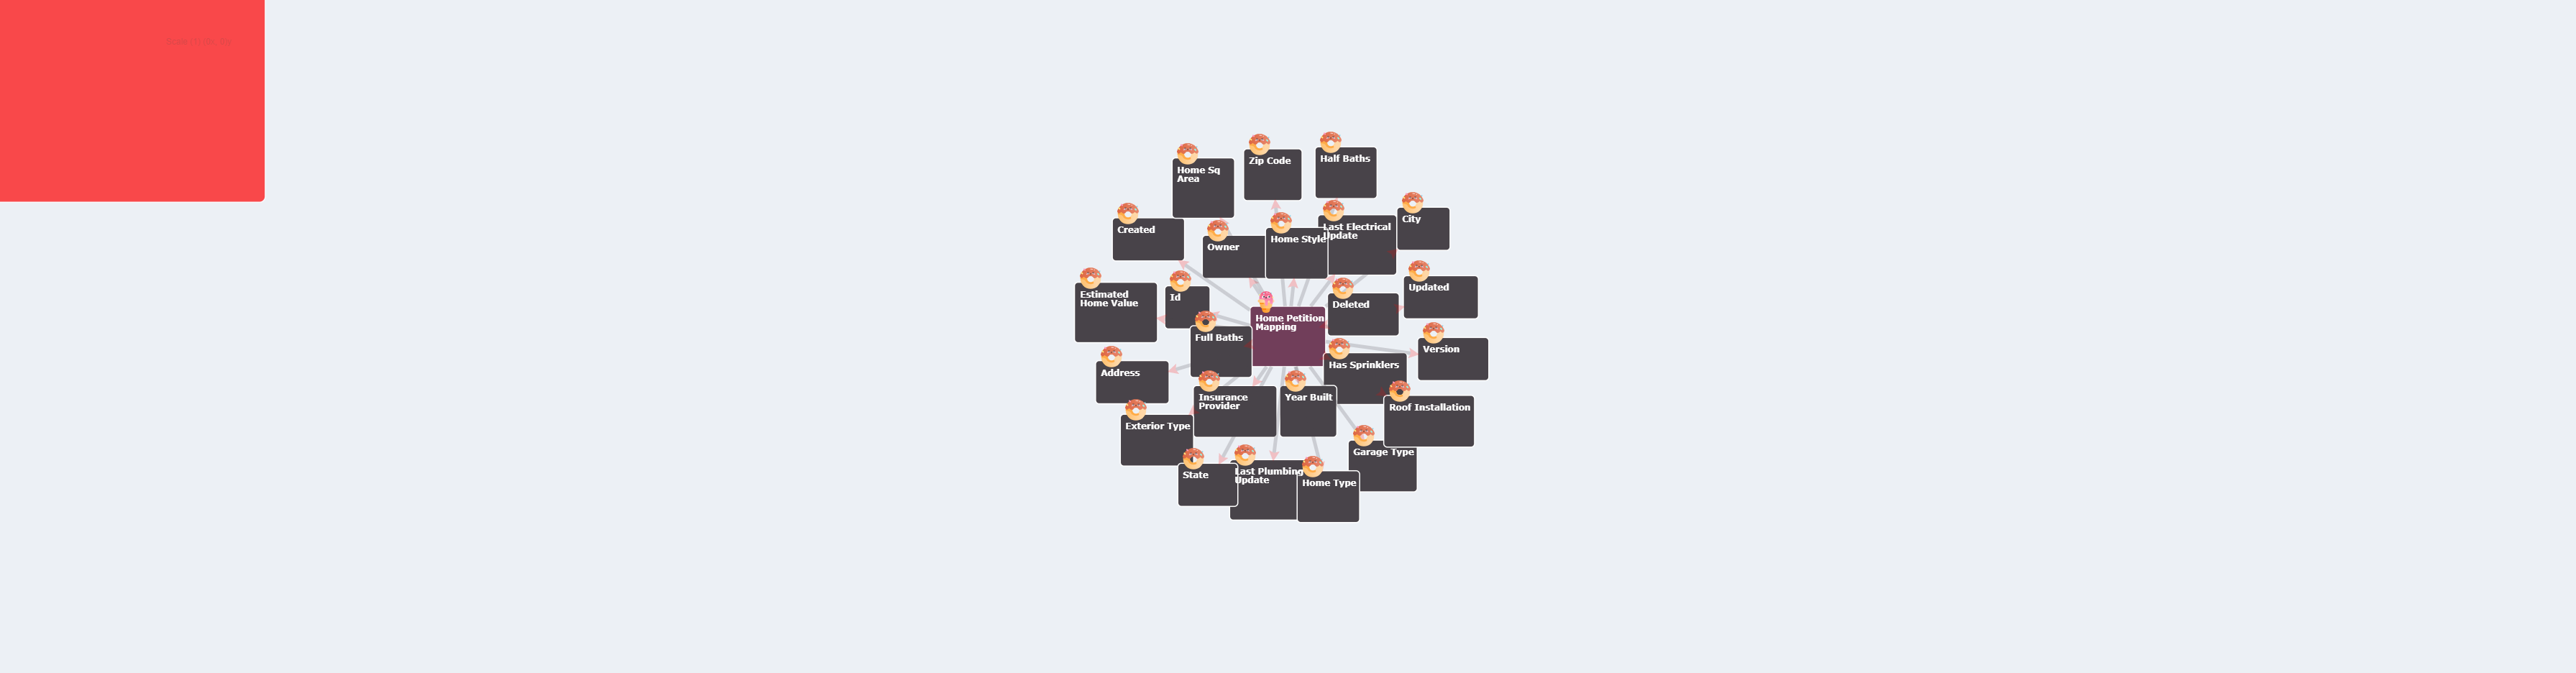 Half Baths
Zip Code
Home Sq
Area
City
Last Electrical
Update
Created
Home Style
Owner
Updated
Estimated
Home Value
Id
Deleted
Home Petition
Mapping
Full Baths
Version
Has Sprinklers
Address
Insurance
Provider
Year Built
Roof Installation
Exterior Type
Garage Type
Last Plumbing
Update
State
Home Type